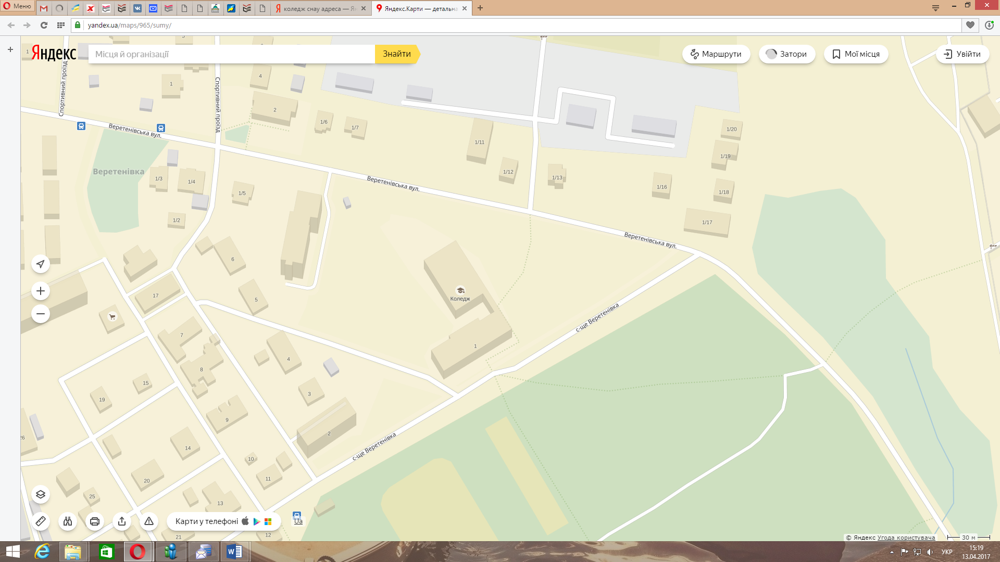 Меню
коледж снау адреса — Ян
Яндекс.Карти — детальна
yandex.ua/maps/965/sumy/
Яндекс
Місця й організації
Знайти
Маршрути
Затори
Мої місця
Увійти
1
1
4
2
1/6
1/7
1/11
1/12
1/13
1/16
1/20
1/19
1/18
1/17
Спортивний проїзд
Спортивний проїзд
Веретенівська вул.
Веретенівська вул.
Веретенівська вул.
Веретенівка
1/3
1/4
1/5
1/2
6
5
17
7
8
4
3
2
Коледж
1
с-ще Веретенівка
с-ще Веретенівка
15
19
9
14
10
11
20
25
13
26
21
12
Карти у телефоні
Ua
© Яндекс Угода користувача
30 м
УКР
15:19
13.04.2017